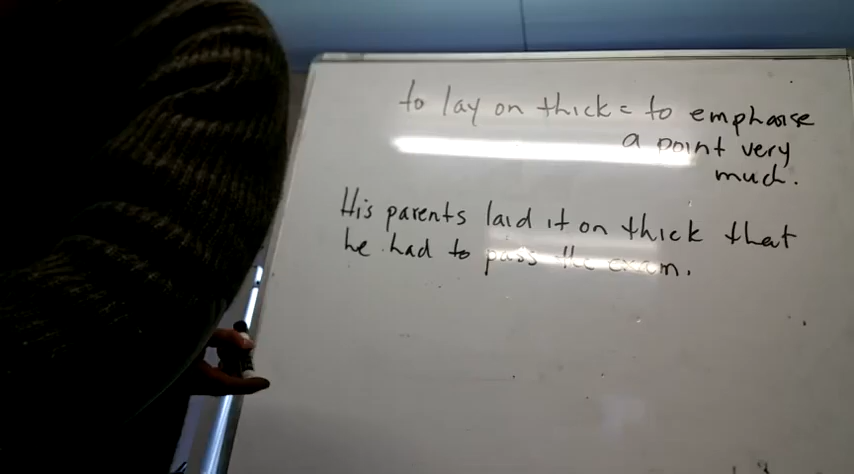 to lay on thick = to emphasise
a point very
much.
His parents laid it on thick that
he had to pass the exam.